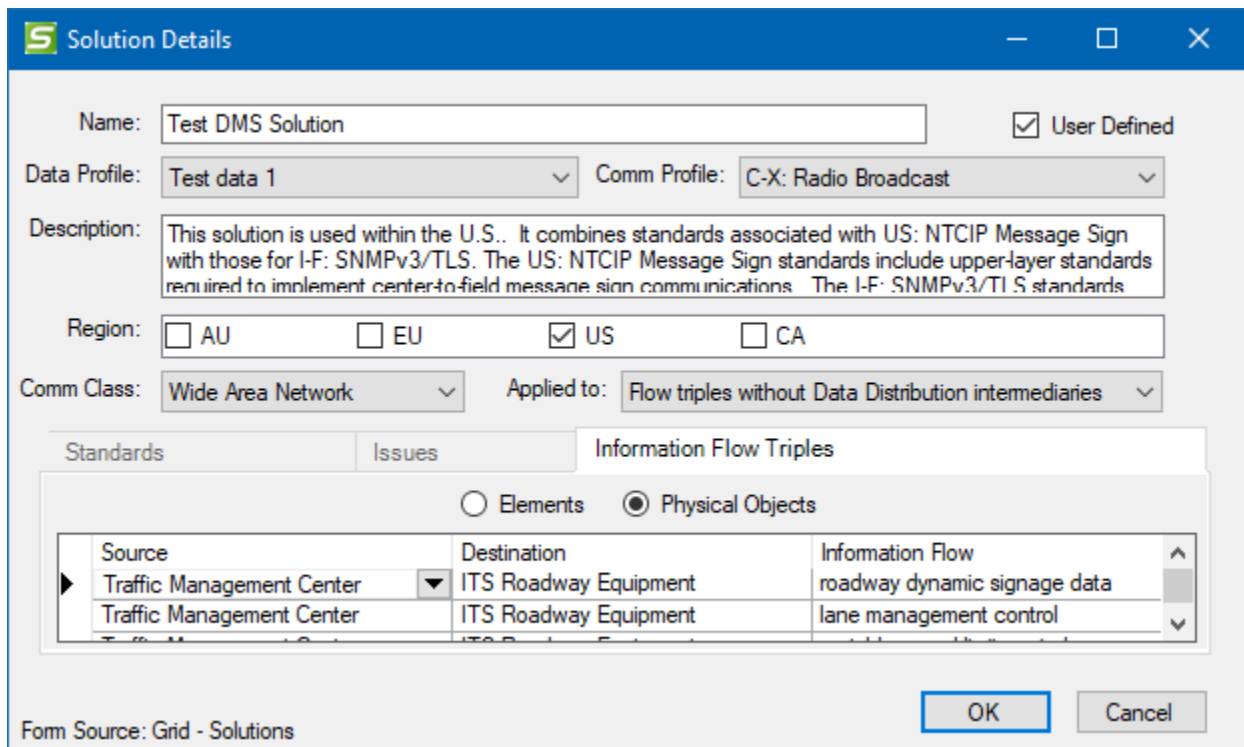 Solution Details
Name: Test DMS Solution User Defined
Data Profile: Test data 1 Comm Profile: C-X: Radio Broadcast
Description: This solution is used within the U.S.. It combines standards associated with US: NTCIP Message Sign
with those for I-F: SNMPv3/TLS. The US: NTCIP Message Sign standards include upper-layer standards
required to implement center-to-field message sign communications. The I-F: SNMPv3/TLS standards
Region: AU EU US CA
Comm Class: Wide Area Network Applied to: Flow triples without Data Distribution intermediaries
Standards Issues Information Flow Triples
Elements Physical Objects
Source Destination Information Flow
Traffic Management Center ITS Roadway Equipment roadway dynamic signage data
Traffic Management Center ITS Roadway Equipment lane management control
Traffic Management Center ITS Roadway Equipment
OK Cancel
Form Source: Grid - Solutions